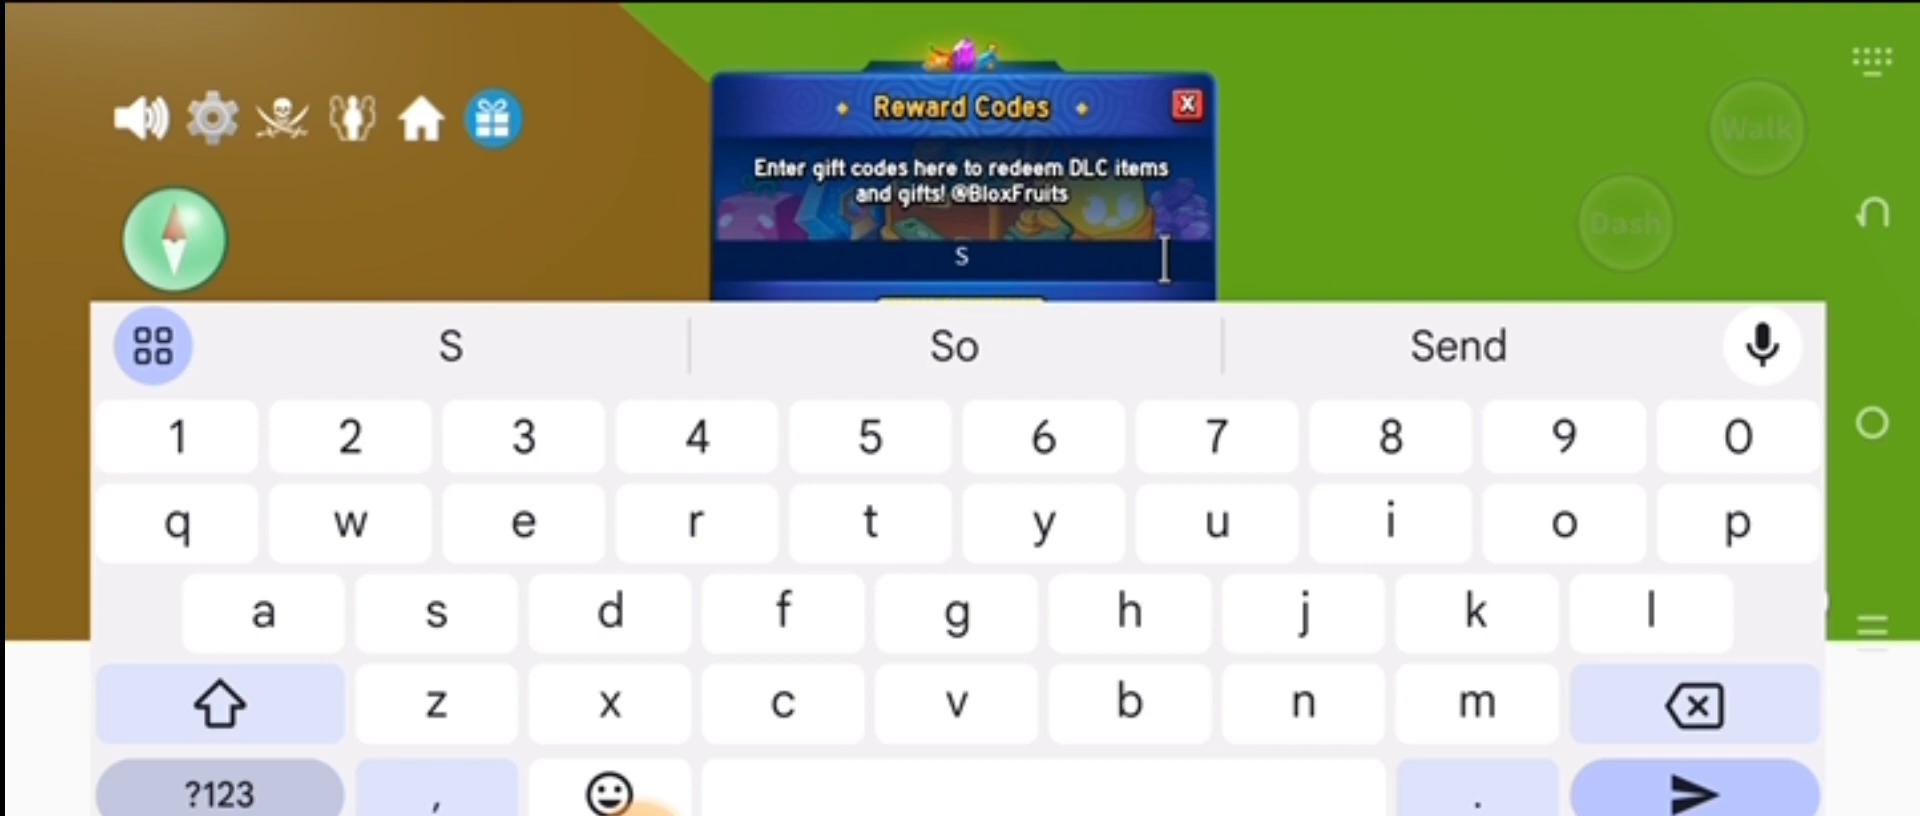 Reward Codes
X
Enter gift codes here to redeem DLC items
and gifts! @BloxFruits
S
Walk
Dash
S So Send
1 2 3 4 5 6 7 8 9 0
q w e r t y u i o p
a s d f g h j k l
z x c v b n m
?123 , .